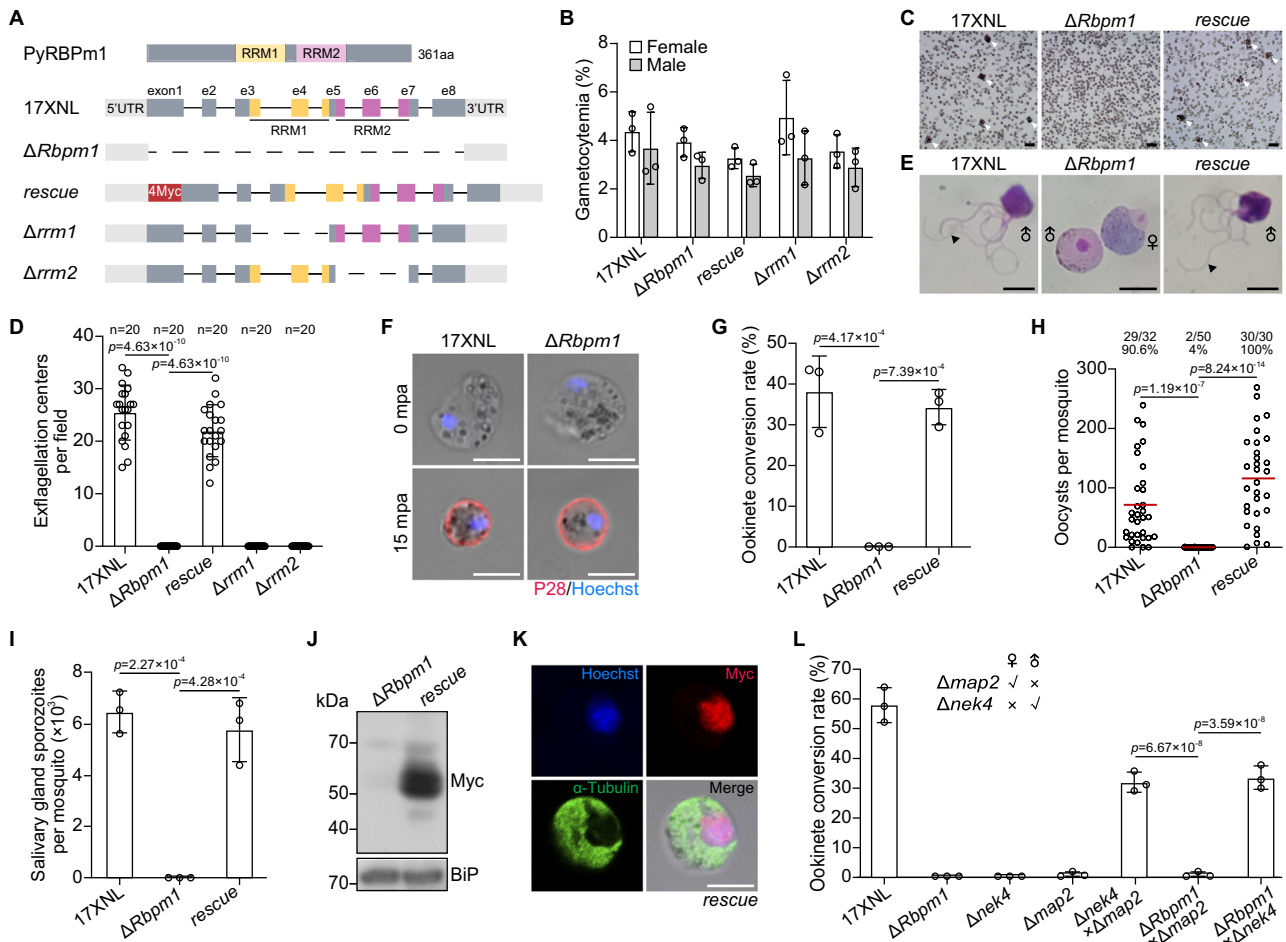 A
PyRBPm1
RRM1
RRM2
361aa
17XNL
5'UTR
exon1
e2
e3
e4
e5
e6
e7
e8
3'UTR
RRM1
RRM2
ΔRbpm1
rescue
4Myc
Δrrm1
Δrrm2
B
Gametocytemia (%)
8
6
4
2
0
Female
Male
17XNL
ΔRbpm1
rescue
Δrrm1
Δrrm2
C
17XNL
ΔRbpm1
rescue
E
17XNL
ΔRbpm1
rescue
♂
♂
♀
♂
D
Exflagellation centers
per field
40
30
20
10
0
n=20
n=20
n=20
n=20
n=20
p=4.63×10⁻¹⁰
p=4.63×10⁻¹⁰
17XNL
ΔRbpm1
rescue
Δrrm1
Δrrm2
F
17XNL
ΔRbpm1
0 mpa
15 mpa
P28/Hoechst
G
Ookinete conversion rate (%)
50
40
30
20
10
0
p=4.17×10⁻⁴
p=7.39×10⁻⁴
17XNL
ΔRbpm1
rescue
H
Oocysts per mosquito
300
200
100
0
29/32
90.6%
2/50
4%
30/30
100%
p=8.24×10⁻¹⁴
p=1.19×10⁻⁷
17XNL
ΔRbpm1
rescue
I
Salivary gland sporozoites
per mosquito (×10³)
8
6
4
2
0
p=2.27×10⁻⁴
p=4.28×10⁻⁴
17XNL
ΔRbpm1
rescue
J
kDa
ΔRbpm1
rescue
70
50
40
70
Myc
BiP
K
Hoechst
Myc
α-Tubulin
Merge
rescue
L
Ookinete conversion rate (%)
70
60
50
40
30
20
10
0
♀ ♂
Δmap2 √ ×
Δnek4 × √
p=6.67×10⁻⁸
p=3.59×10⁻⁸
17XNL
ΔRbpm1
Δnek4
Δmap2
Δnek4
×Δmap2
ΔRbpm1
×Δmap2
ΔRbpm1
×Δnek4